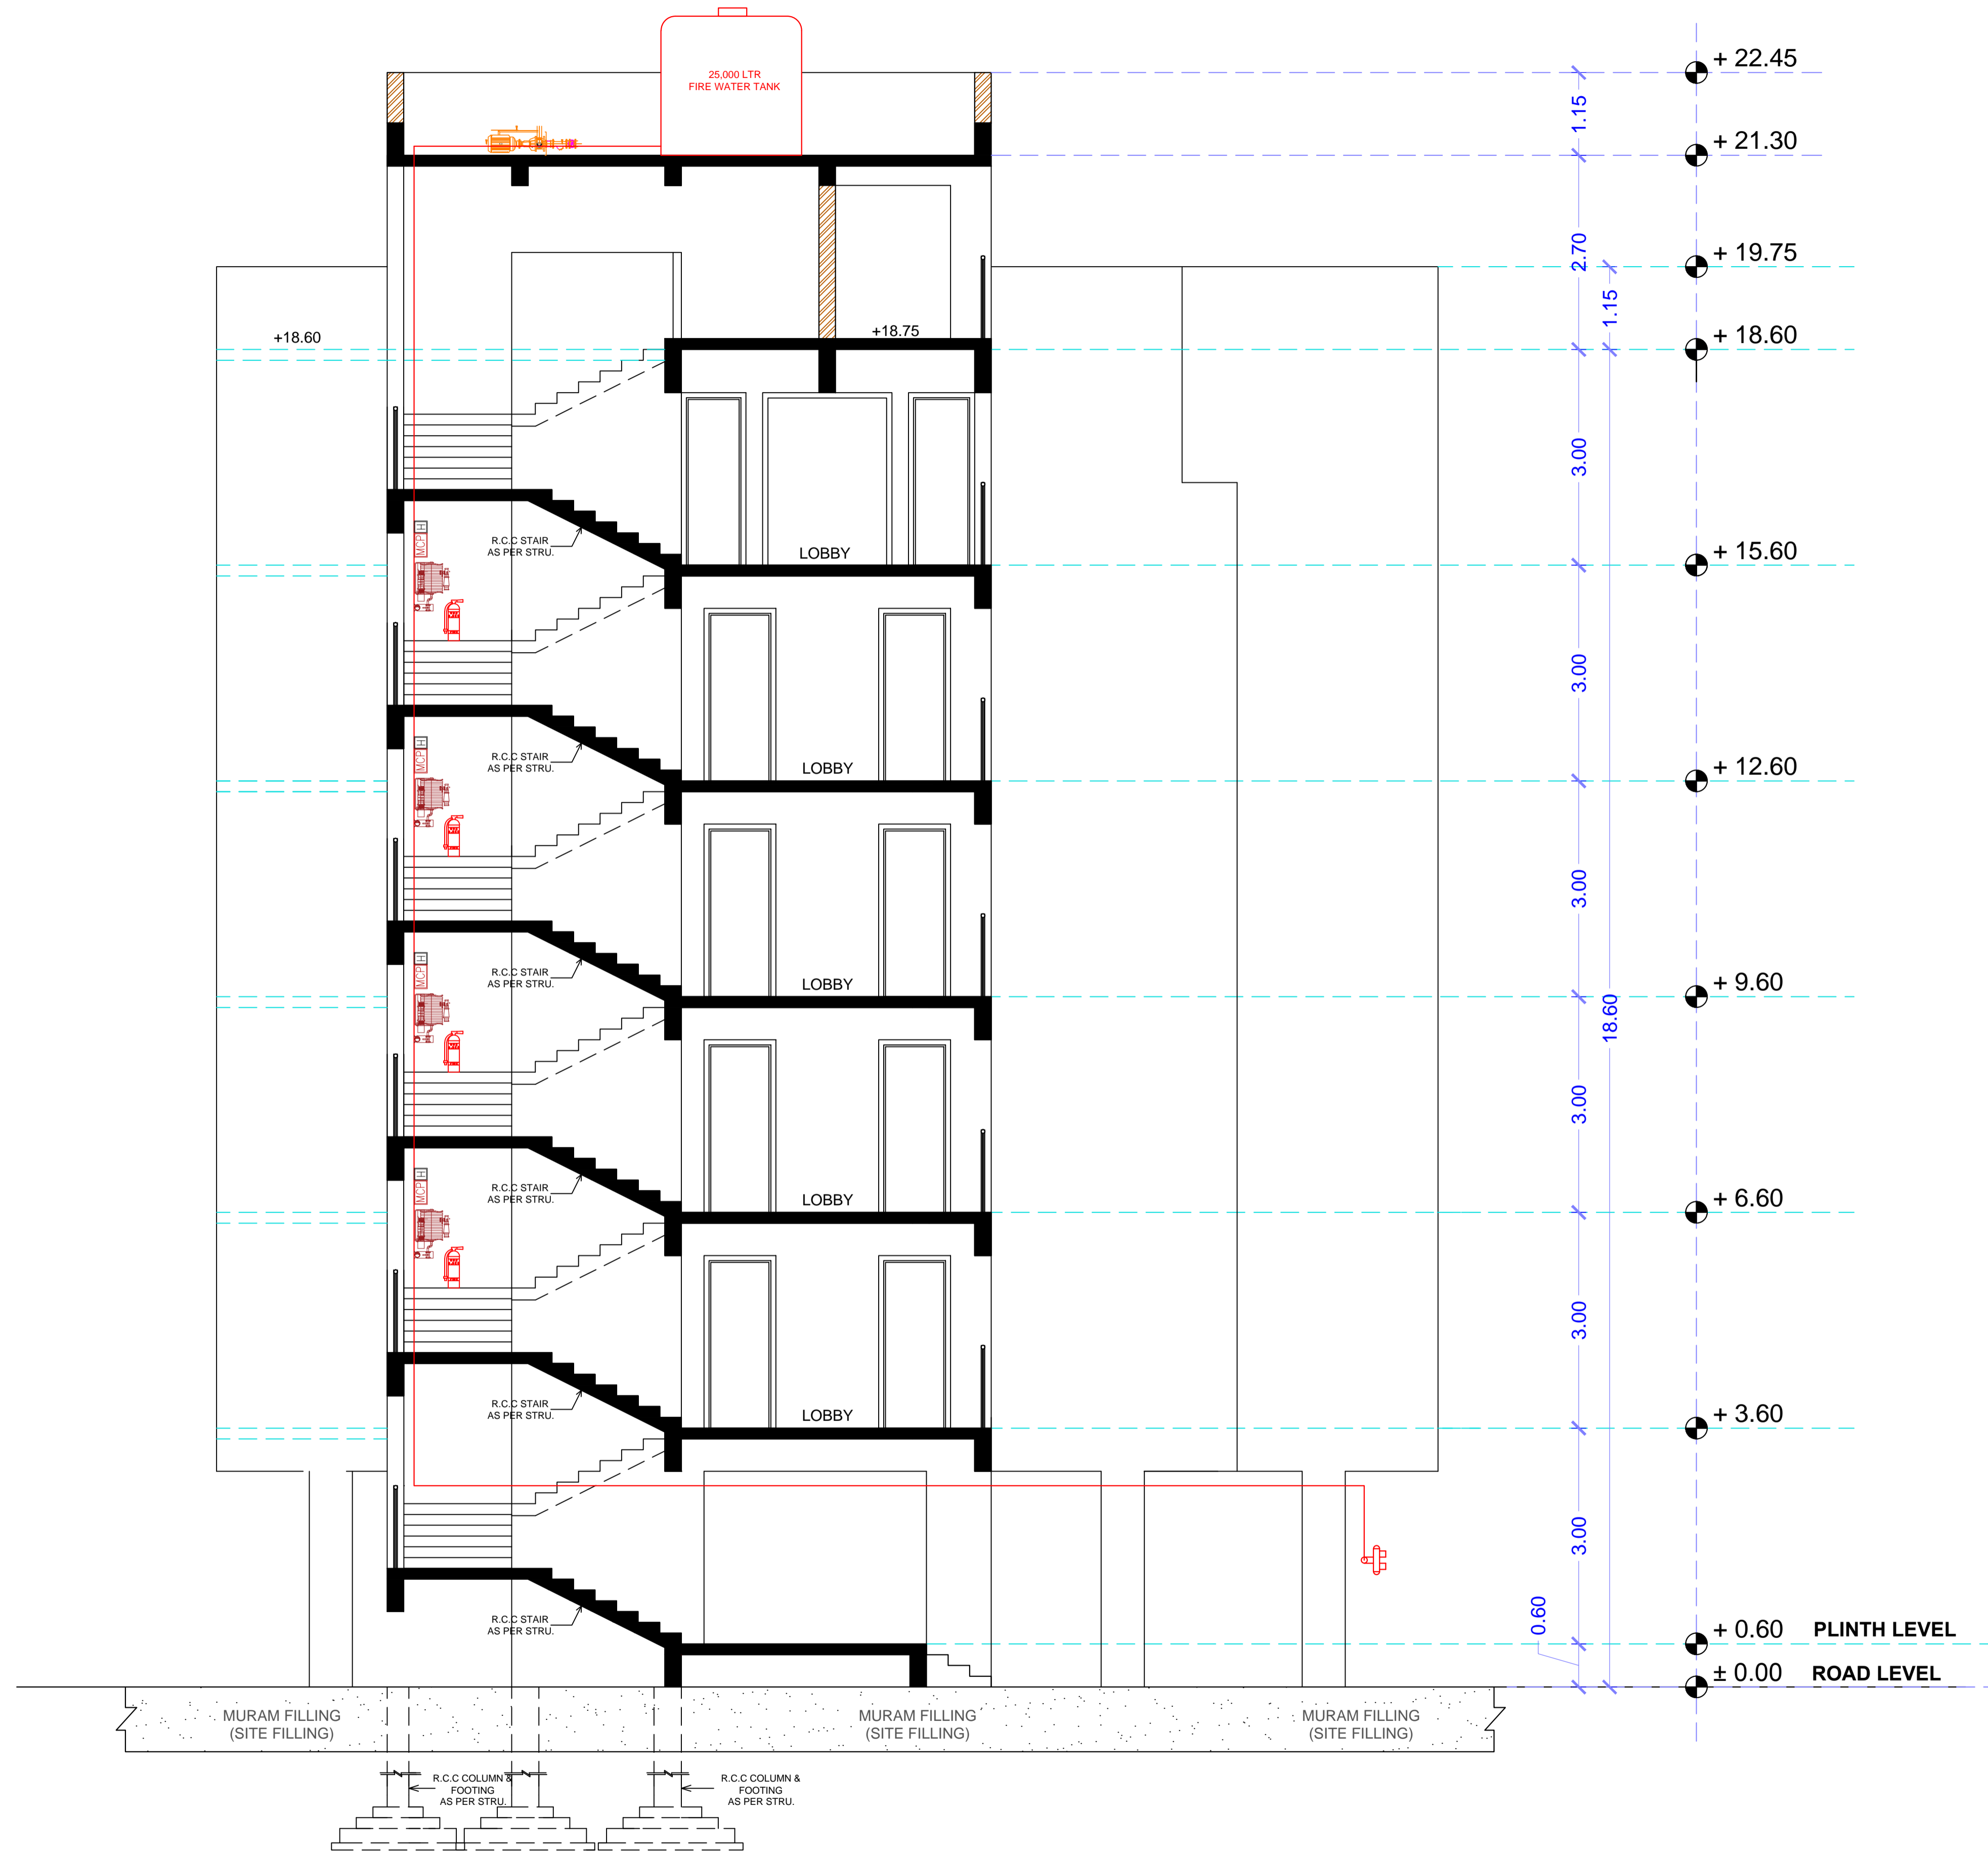 25,000 LTR
FIRE WATER TANK
+ 22.45
1.15
+ 21.30
2.70
+ 19.75
1.15
+18.60
+18.75
+ 18.60
3.00
R.C.C STAIR
AS PER STRU.
LOBBY
H
MCP
+ 15.60
3.00
R.C.C STAIR
AS PER STRU.
LOBBY
H
MCP
+ 12.60
3.00
R.C.C STAIR
AS PER STRU.
LOBBY
H
MCP
+ 9.60
18.60
3.00
R.C.C STAIR
AS PER STRU.
LOBBY
H
MCP
+ 6.60
3.00
R.C.C STAIR
AS PER STRU.
LOBBY
+ 3.60
3.00
R.C.C STAIR
AS PER STRU.
0.60
+ 0.60 PLINTH LEVEL
± 0.00 ROAD LEVEL
MURAM FILLING
(SITE FILLING)
MURAM FILLING
(SITE FILLING)
MURAM FILLING
(SITE FILLING)
R.C.C COLUMN &
FOOTING
AS PER STRU.
R.C.C COLUMN &
FOOTING
AS PER STRU.